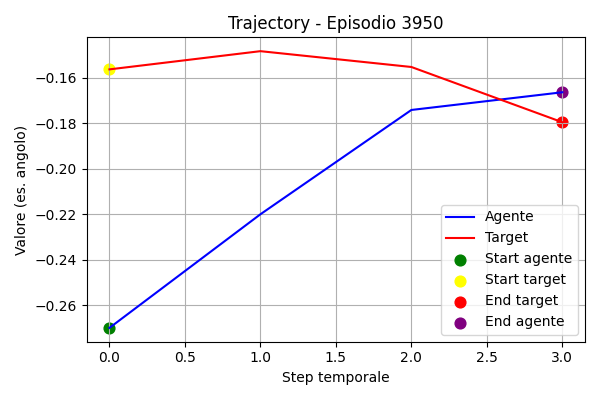 Trajectory - Episodio 3950
Valore (es. angolo)
−0.16
−0.18
−0.20
−0.22
−0.24
−0.26
Agente
Target
Start agente
Start target
End target
End agente
0.0 0.5 1.0 1.5 2.0 2.5 3.0
Step temporale